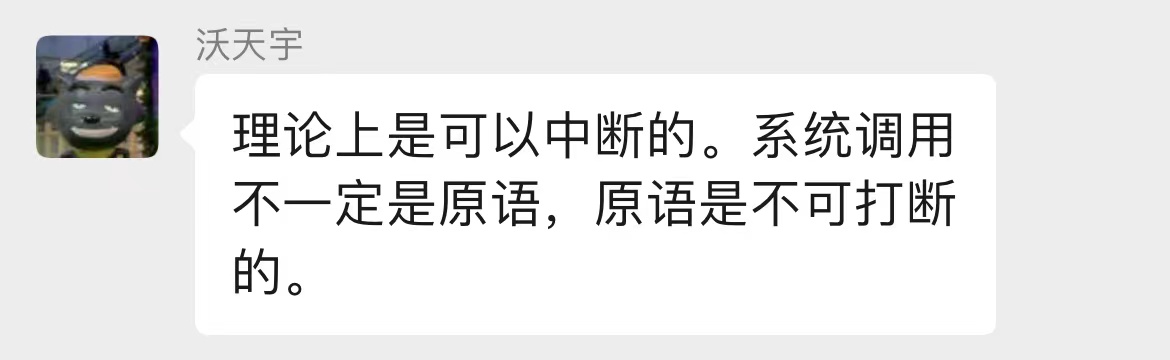 沃天宇
理论上是可以中断的。系统调用
不一定是原语，原语是不可打断
的。